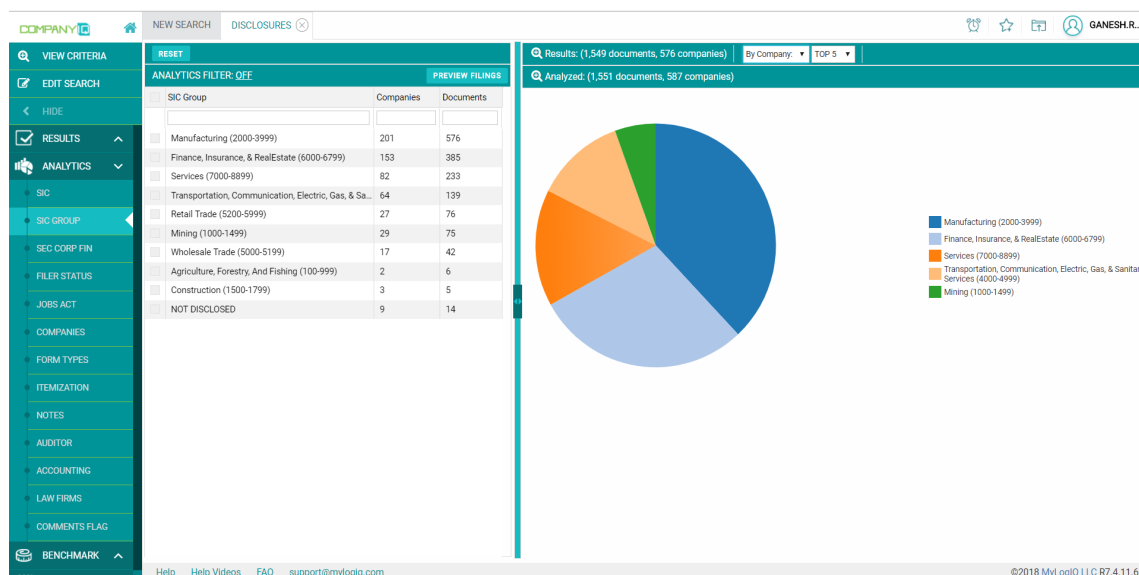 COMPANY IQ
NEW SEARCH
DISCLOSURES
GANESH.R...
VIEW CRITERIA
EDIT SEARCH
HIDE
RESULTS
ANALYTICS
SIC
SIC GROUP
SEC CORP FIN
FILER STATUS
JOBS ACT
COMPANIES
FORM TYPES
ITEMIZATION
NOTES
AUDITOR
ACCOUNTING
LAW FIRMS
COMMENTS FLAG
BENCHMARK
RESET
ANALYTICS FILTER: OFF
PREVIEW FILINGS
SIC Group Companies Documents
Manufacturing (2000-3999) 201 576
Finance, Insurance, & RealEstate (6000-6799) 153 385
Services (7000-8899) 82 233
Transportation, Communication, Electric, Gas, & Sa... 64 139
Retail Trade (5200-5999) 27 76
Mining (1000-1499) 29 75
Wholesale Trade (5000-5199) 17 42
Agriculture, Forestry, And Fishing (100-999) 2 6
Construction (1500-1799) 3 5
NOT DISCLOSED 9 14
Results: (1,549 documents, 576 companies)
By Company:
TOP 5
Analyzed: (1,551 documents, 587 companies)
Manufacturing (2000-3999)
Finance, Insurance, & RealEstate (6000-6799)
Services (7000-8899)
Transportation, Communication, Electric, Gas, & Sanitar
Services (4000-4999)
Mining (1000-1499)
Help Help Videos FAQ support@mylogiq.com
©2018 MyLogIQ LLC R7.4.11.6